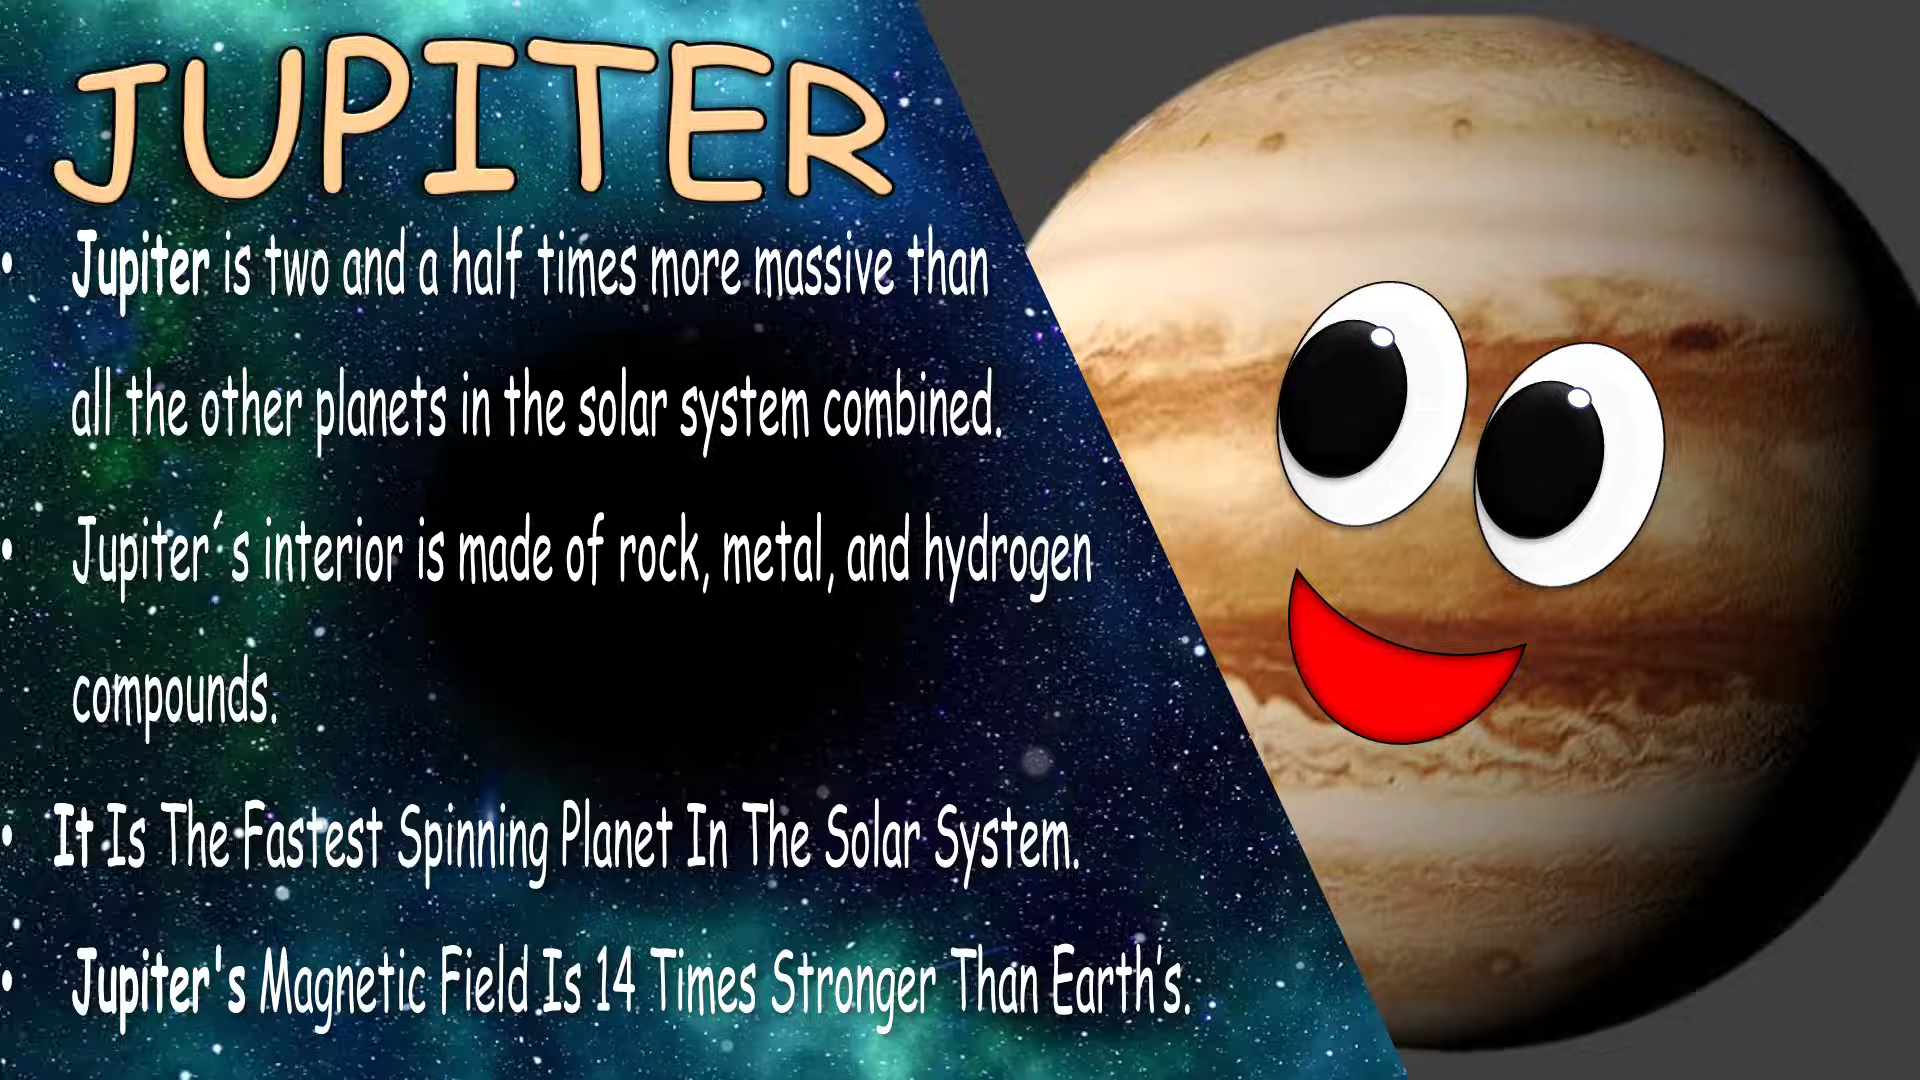 JUPITER
• Jupiter is two and a half times more massive than
all the other planets in the solar system combined.
• Jupiter´s interior is made of rock, metal, and hydrogen
compounds.
• It Is The Fastest Spinning Planet In The Solar System.
• Jupiter's Magnetic Field Is 14 Times Stronger Than Earth's.